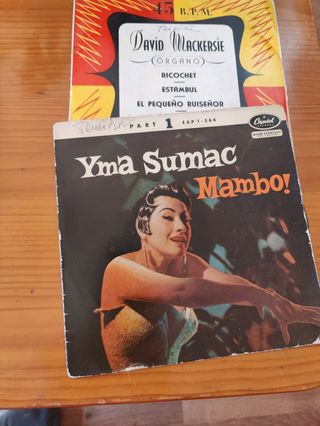 45 R.P.M.
DAVID MACKERSIE
(ÓRGANO)
RICOCHET
ESTAMBUL
EL PEQUEÑO RUISEÑOR
PART 1 EAP 1-564
Capitol
Yma Sumac
Mambo!